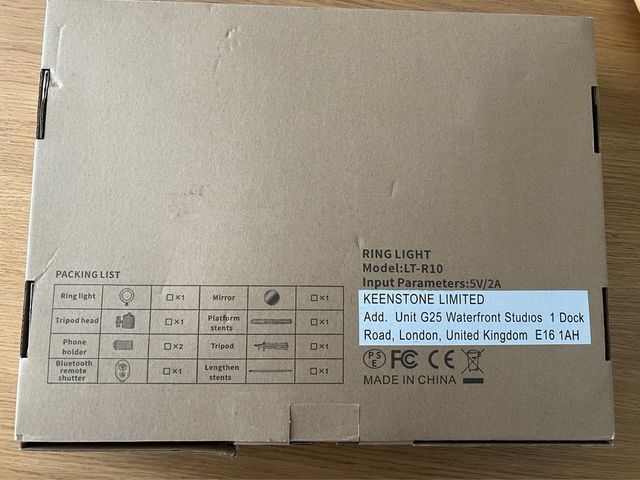 RING LIGHT
Model:LT-R10
Input Parameters:5V/2A
KEENSTONE LIMITED
Add. Unit G25 Waterfront Studios 1 Dock
Road, London, United Kingdom E16 1AH
PS
E FC CE
MADE IN CHINA
PACKING LIST
Ring light ×1 Mirror ×1
Tripod head ×1 Platform stents ×1
Phone holder ×2 Tripod ×1
Bluetooth remote shutter ×1 Lengthen stents ×1